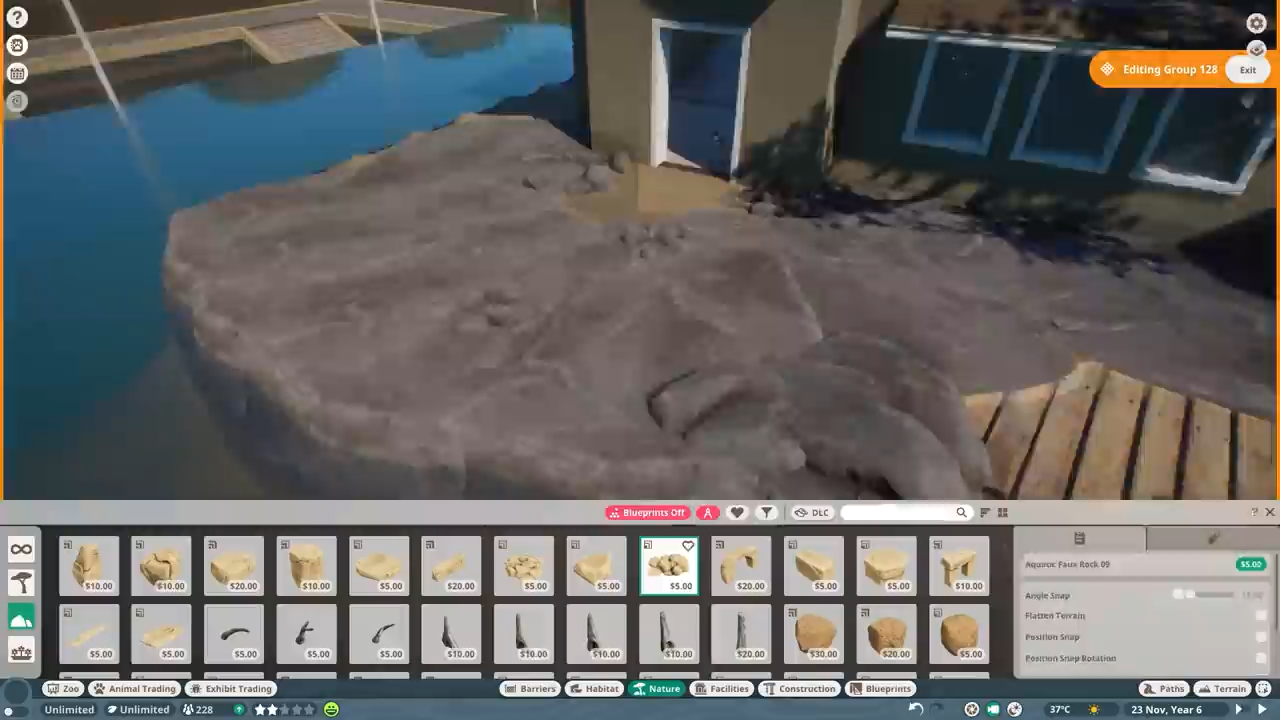 Editing Group 128
Exit
Blueprints Off
DLC
$10.00 $10.00 $20.00 $10.00 $5.00 $20.00 $5.00 $5.00 $5.00 $20.00 $5.00 $5.00 $10.00
$5.00 $5.00 $5.00 $5.00 $5.00 $10.00 $10.00 $10.00 $10.00 $20.00 $30.00 $20.00 $5.00
Aquatic Faux Rock 09 $5.00
Angle Snap
Flatten Terrain
Position Snap
Position Snap Rotation
Zoo Animal Trading Exhibit Trading Barriers Habitat Nature Facilities Construction Blueprints Paths Terrain
Unlimited Unlimited 228 37°C 23 Nov, Year 6